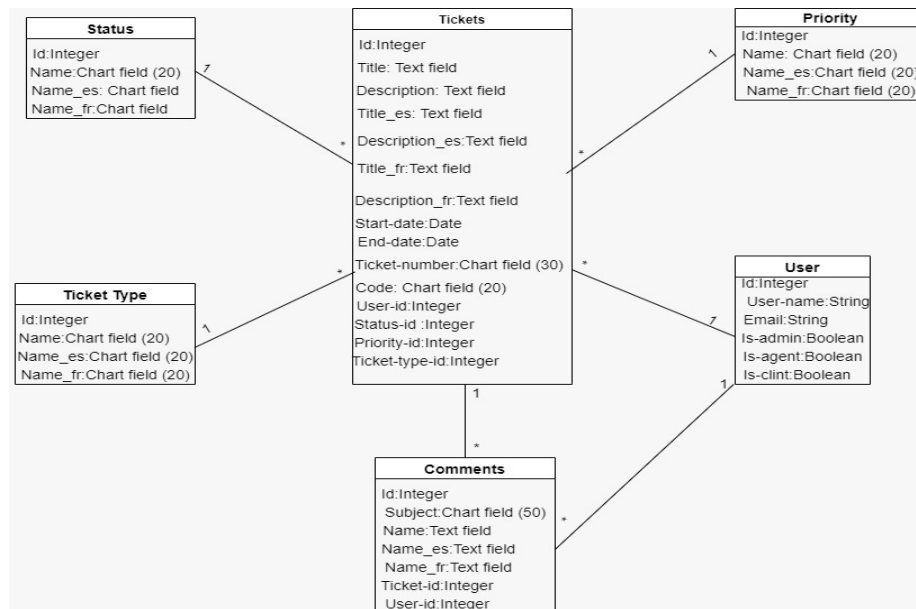 Status
Id:Integer
Name:Chart field (20)
Name_es: Chart field
Name_fr:Chart field
1
*
Tickets
Id:Integer
Title: Text field
Description: Text field
Title_es: Text field
Description_es:Text field
Title_fr:Text field
Description_fr:Text field
Start-date:Date
End-date:Date
Ticket-number:Chart field (30)
Code: Chart field (20)
User-id:Integer
Status-id :Integer
Priority-id:Integer
Ticket-type-id:Integer
Priority
Id:Integer
Name: Chart field (20)
Name_es:Chart field (20)
Name_fr:Chart field (20)
1
*
Ticket Type
Id:Integer
Name:Chart field (20)
Name_es:Chart field (20)
Name_fr:Chart field (20)
1
*
User
Id:Integer
User-name:String
Email:String
Is-admin:Boolean
Is-agent:Boolean
Is-clint:Boolean
*
1
1
*
1
*
Comments
Id:Integer
Subject:Chart field (50)
Name:Text field
Name_es:Text field
Name_fr:Text field
Ticket-id:Integer
User-id:Integer